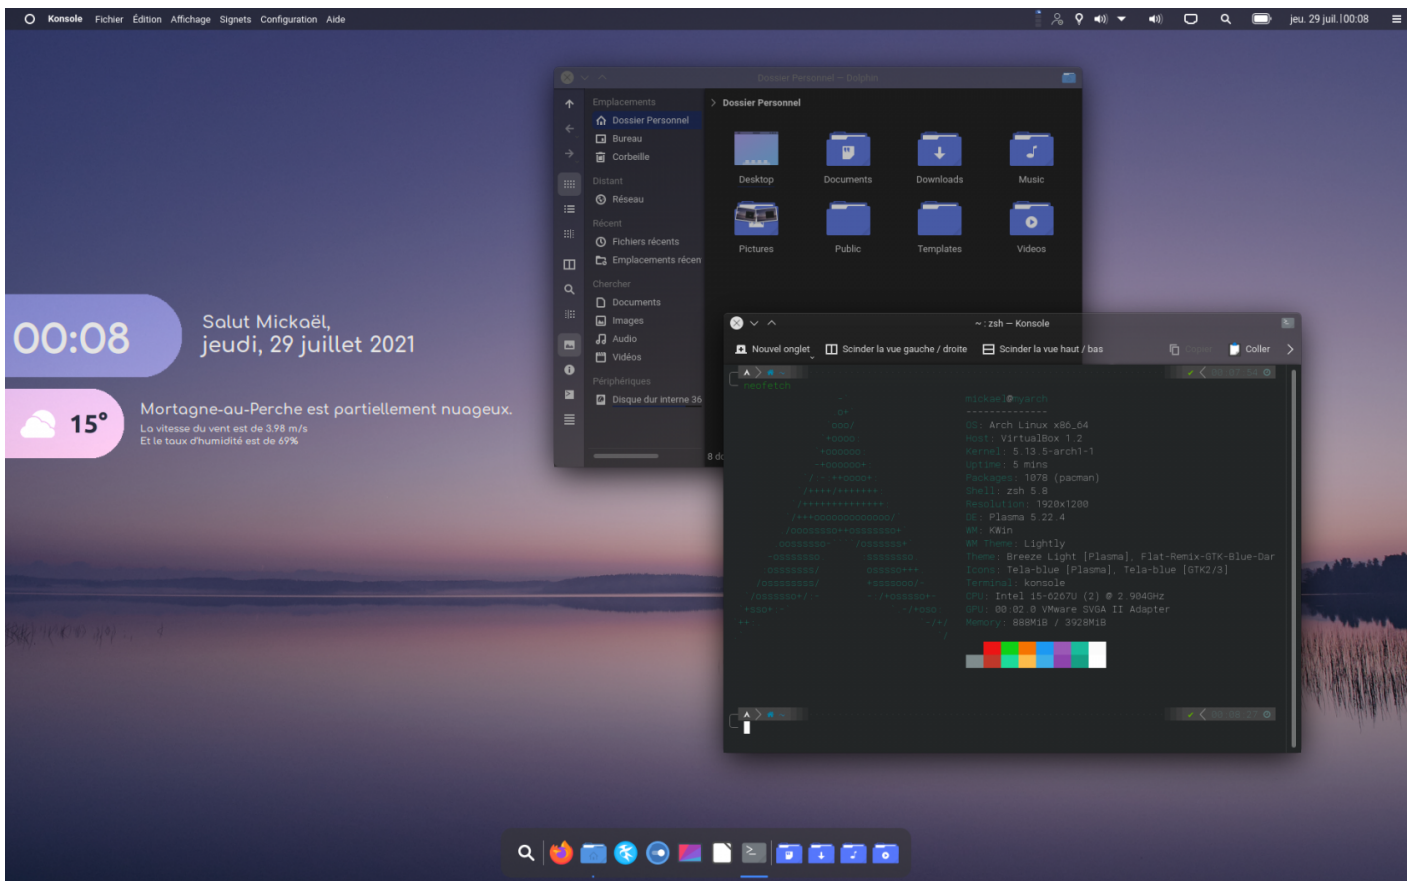 Konsole Fichier Édition Affichage Signets Configuration Aide
jeu. 29 juil. | 00:08
Dossier Personnel — Dolphin
Emplacements
Dossier Personnel
Bureau
Corbeille
Distant
Réseau
Récent
Fichiers récents
Emplacements récen
Chercher
Documents
Images
Audio
Vidéos
Périphériques
Disque dur interne 36
> Dossier Personnel
Desktop Documents Downloads Music
Pictures Public Templates Videos
8 do
00:08
Salut Mickaël,
jeudi, 29 juillet 2021
15°
Mortagne-au-Perche est partiellement nuageux.
La vitesse du vent est de 3.98 m/s
Et le taux d'humidité est de 69%
~ : zsh — Konsole
Nouvel onglet Scinder la vue gauche / droite Scinder la vue haut / bas Copier Coller
neofetch
mickael@myarch
--------------
OS: Arch Linux x86_64
Host: VirtualBox 1.2
Kernel: 5.13.5-arch1-1
Uptime: 5 mins
Packages: 1078 (pacman)
Shell: zsh 5.8
Resolution: 1920x1200
DE: Plasma 5.22.4
WM: KWin
WM Theme: Lightly
Theme: Breeze Light [Plasma], Flat-Remix-GTK-Blue-Dar
Icons: Tela-blue [Plasma], Tela-blue [GTK2/3]
Terminal: konsole
CPU: Intel i5-6267U (2) @ 2.904GHz
GPU: 00:02.0 VMware SVGA II Adapter
Memory: 888MiB / 3928MiB